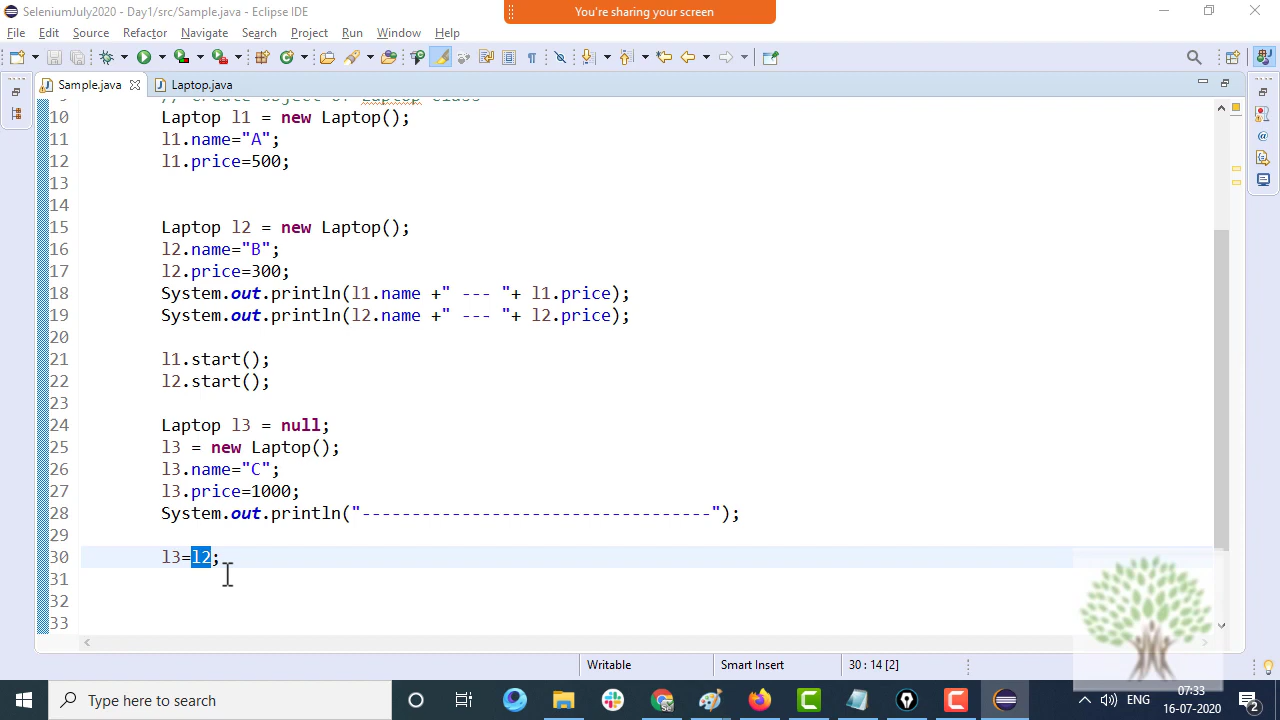 SeleniumJuly2020 - Day1/src/Sample.java - Eclipse IDE
You're sharing your screen
File Edit Source Refactor Navigate Search Project Run Window Help
Sample.java Laptop.java
9 // Create object of Laptop class
10 Laptop l1 = new Laptop();
11 l1.name="A";
12 l1.price=500;
13
14
15 Laptop l2 = new Laptop();
16 l2.name="B";
17 l2.price=300;
18 System.out.println(l1.name +" --- "+ l1.price);
19 System.out.println(l2.name +" --- "+ l2.price);
20
21 l1.start();
22 l2.start();
23
24 Laptop l3 = null;
25 l3 = new Laptop();
26 l3.name="C";
27 l3.price=1000;
28 System.out.println("-----------------------------------");
29
30 l3=l2;
31
32
33
Writable Smart Insert 30 : 14 [2]
Type here to search
ENG
07:33
16-07-2020
2